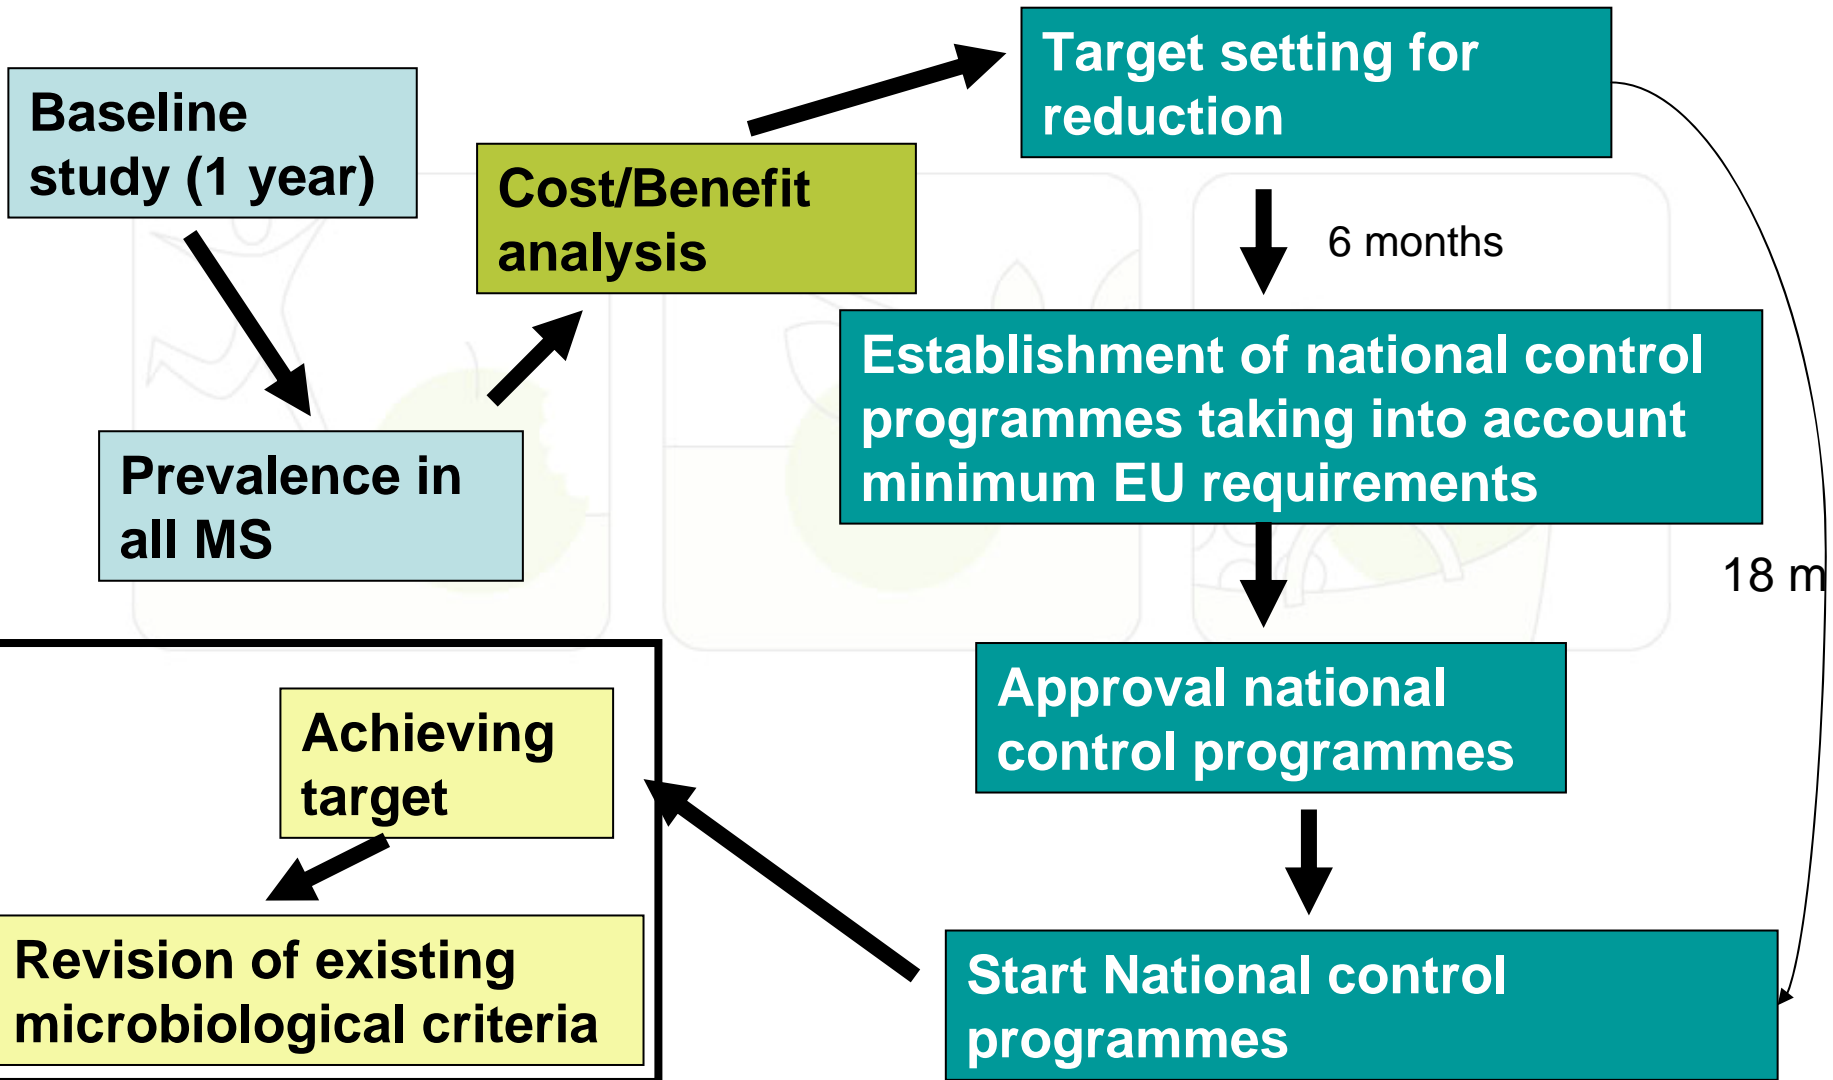 Baseline
study (1 year)
Prevalence in
all MS
Cost/Benefit
analysis
Target setting for
reduction
6 months
Establishment of national control
programmes taking into account
minimum EU requirements
18 m
Approval national
control programmes
Start National control
programmes
Achieving
target
Revision of existing
microbiological criteria